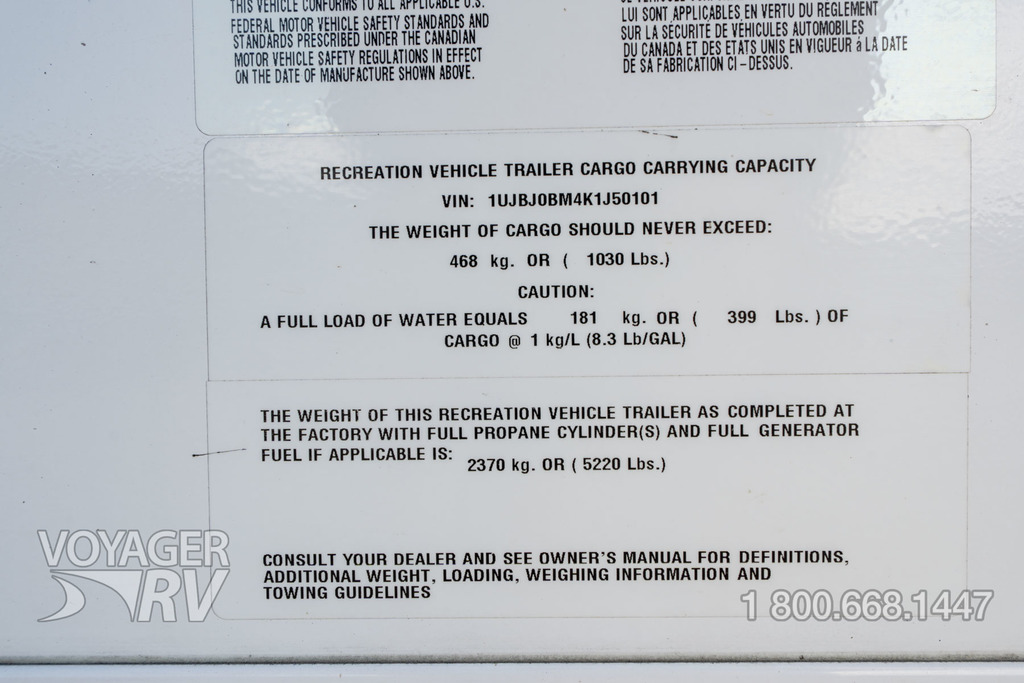 THIS VEHICLE CONFORMS TO ALL APPLICABLE U.S.
FEDERAL MOTOR VEHICLE SAFETY STANDARDS AND
STANDARDS PRESCRIBED UNDER THE CANADIAN
MOTOR VEHICLE SAFETY REGULATIONS IN EFFECT
ON THE DATE OF MANUFACTURE SHOWN ABOVE.
LUI SONT APPLICABLES EN VERTU DU REGLEMENT
SUR LA SECURITE DE VEHICULES AUTOMOBILES
DU CANADA ET DES ETATS UNIS EN VIGUEUR á LA DATE
DE SA FABRICATION CI-DESSUS.
RECREATION VEHICLE TRAILER CARGO CARRYING CAPACITY
VIN: 1UJBJ0BM4K1J50101
THE WEIGHT OF CARGO SHOULD NEVER EXCEED:
468 kg. OR ( 1030 Lbs.)
CAUTION:
A FULL LOAD OF WATER EQUALS 181 kg. OR ( 399 Lbs. ) OF
CARGO @ 1 kg/L (8.3 Lb/GAL)
THE WEIGHT OF THIS RECREATION VEHICLE TRAILER AS COMPLETED AT
THE FACTORY WITH FULL PROPANE CYLINDER(S) AND FULL GENERATOR
FUEL IF APPLICABLE IS:
2370 kg. OR ( 5220 Lbs.)
CONSULT YOUR DEALER AND SEE OWNER'S MANUAL FOR DEFINITIONS,
ADDITIONAL WEIGHT, LOADING, WEIGHING INFORMATION AND
TOWING GUIDELINES
VOYAGER
RV
1 800.668.1447